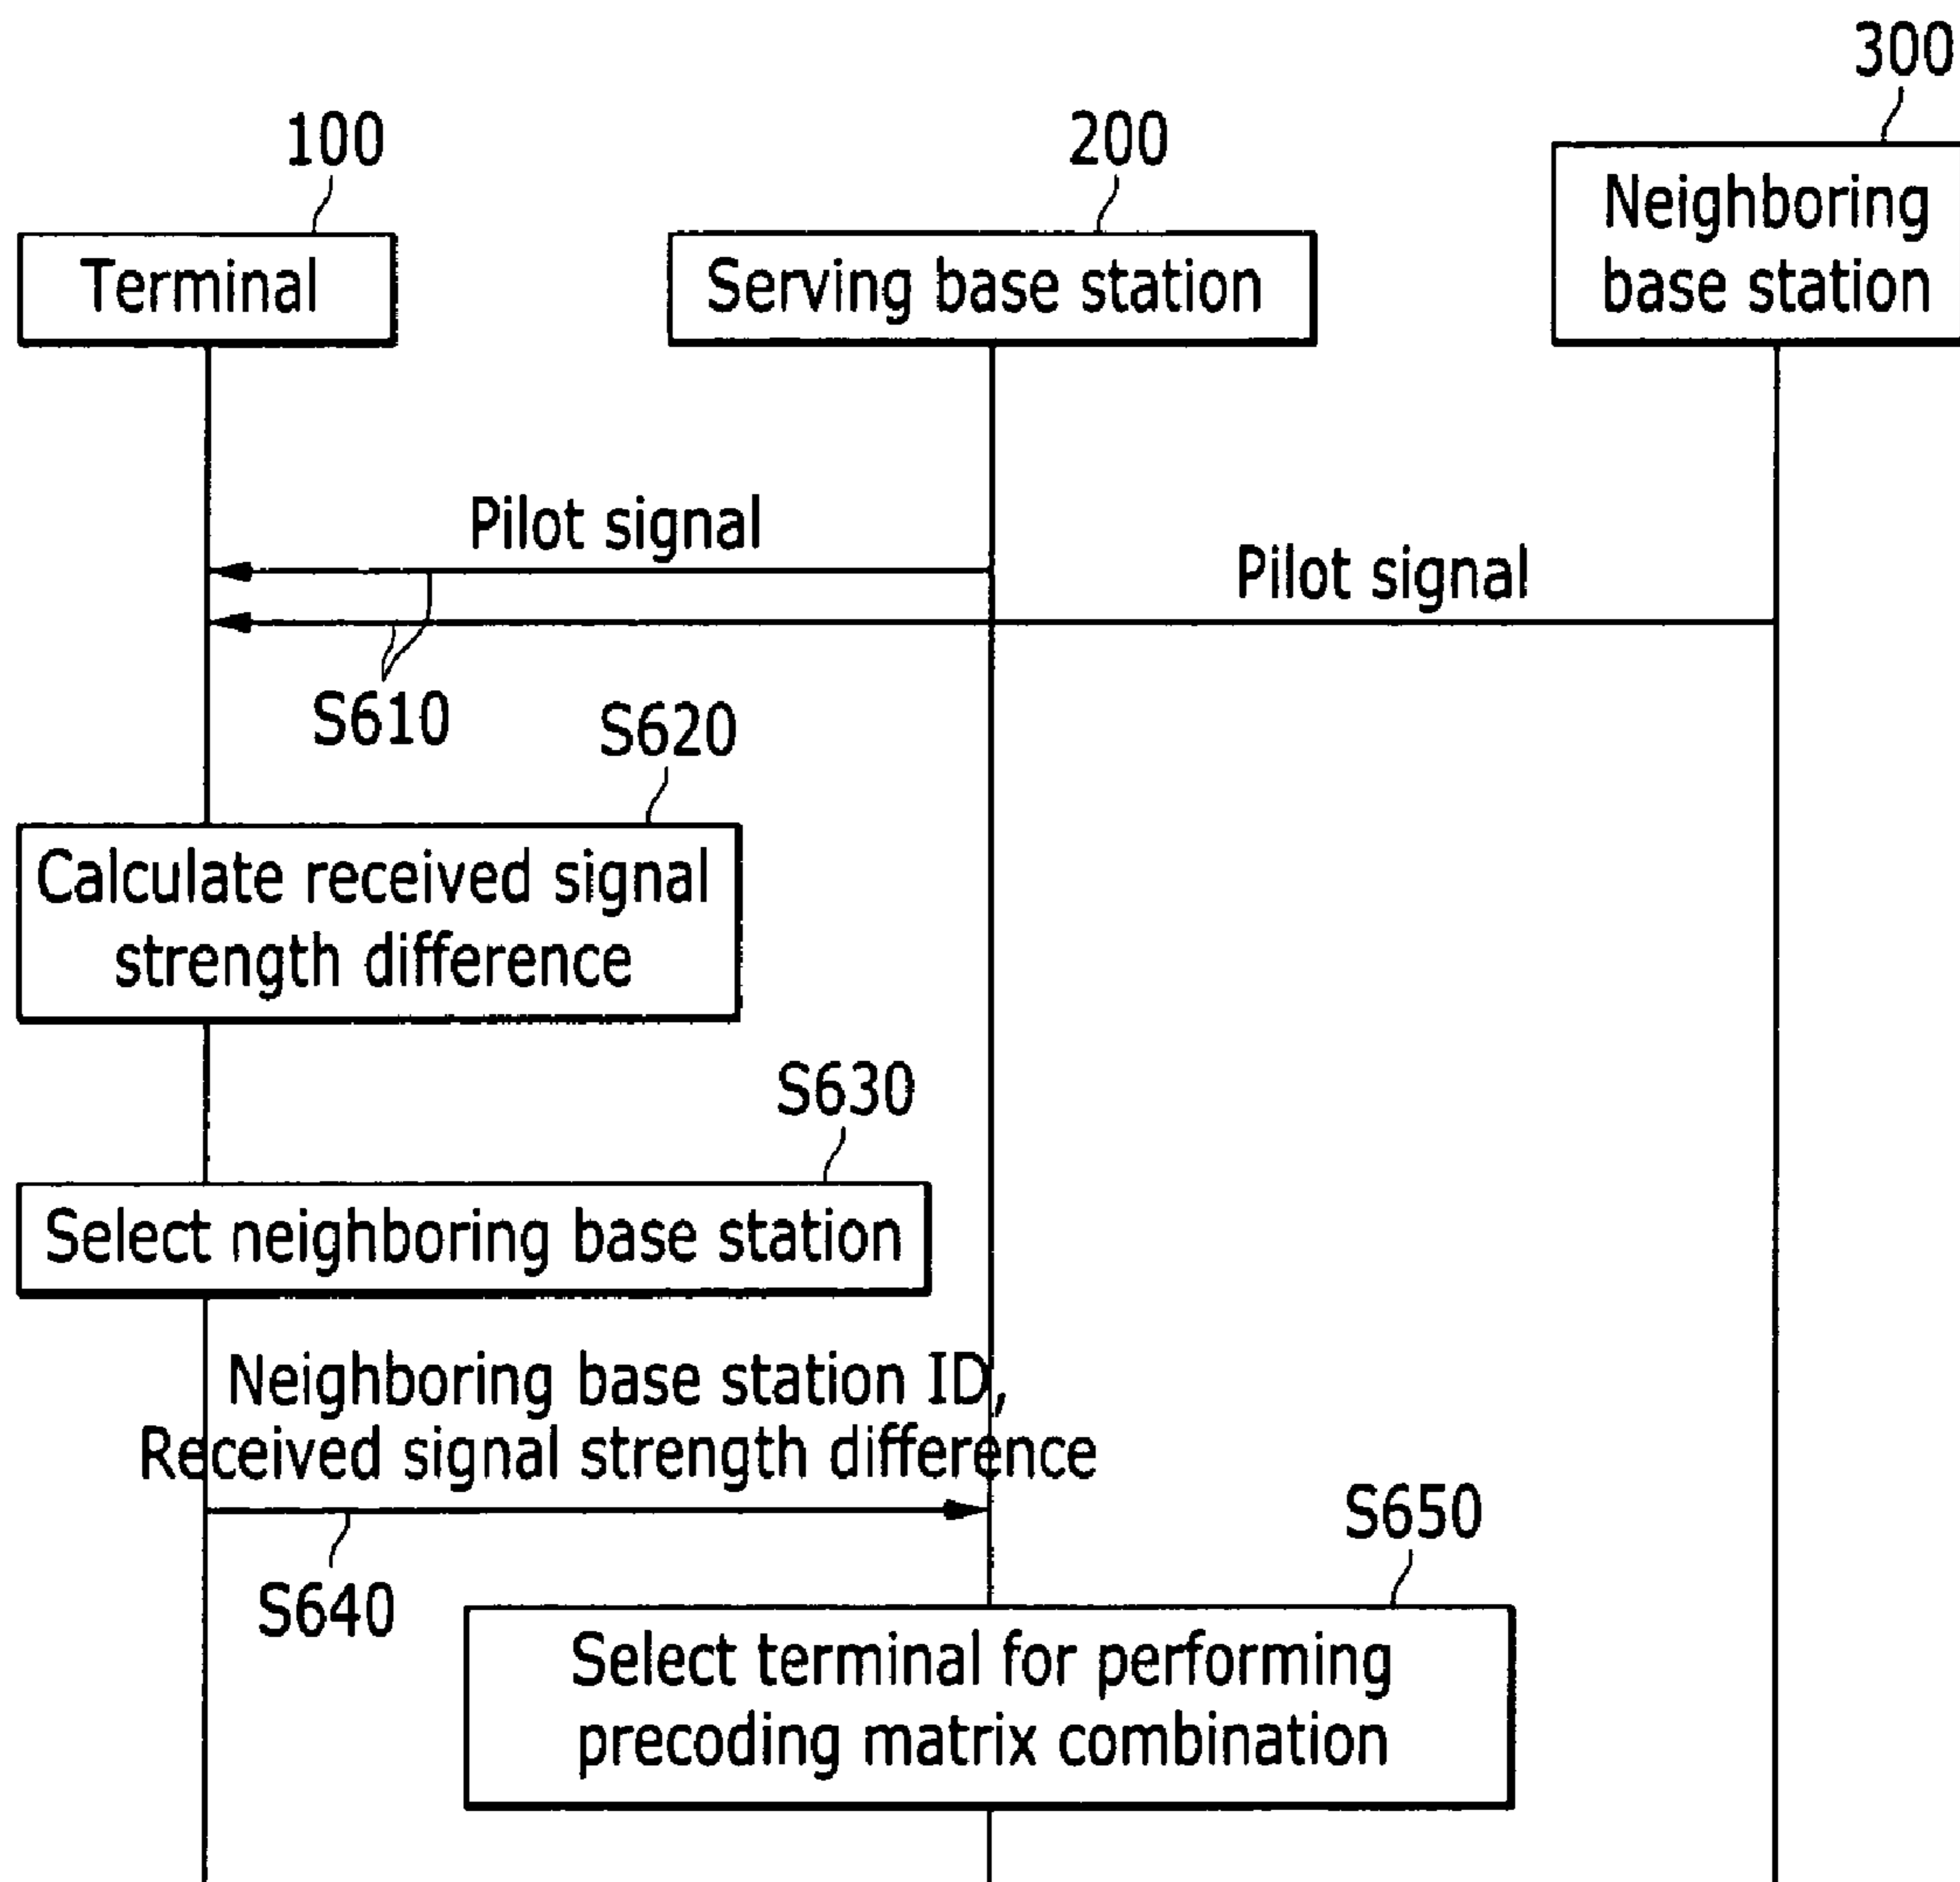 300
100
200
Neighboring
base station
Terminal
Serving base station
Pilot signal
Pilot signal
S610
S620
Calculate received signal
strength difference
S630
Select neighboring base station
Neighboring base station ID,
Received signal strength difference
S640
S650
Select terminal for performing
precoding matrix combination